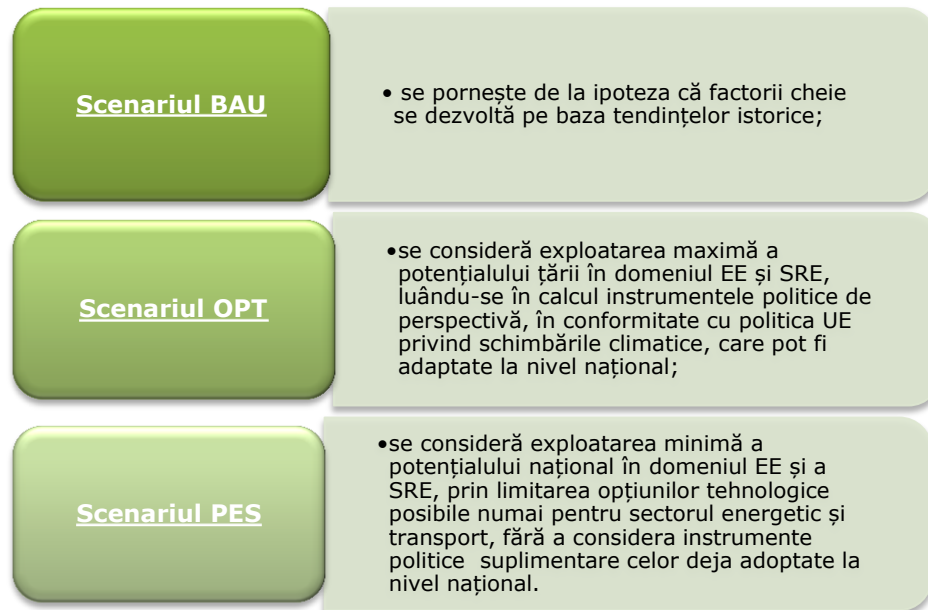 Scenariul BAU
• se pornește de la ipoteza că factorii cheie
se dezvoltă pe baza tendințelor istorice;
Scenariul OPT
•se consideră exploatarea maximă a
potențialului țării în domeniul EE și SRE,
luându-se în calcul instrumentele politice de
perspectivă, în conformitate cu politica UE
privind schimbările climatice, care pot fi
adaptate la nivel național;
Scenariul PES
•se consideră exploatarea minimă a
potențialului național în domeniul EE și a
SRE, prin limitarea opțiunilor tehnologice
posibile numai pentru sectorul energetic și
transport, fără a considera instrumente
politice suplimentare celor deja adoptate la
nivel național.